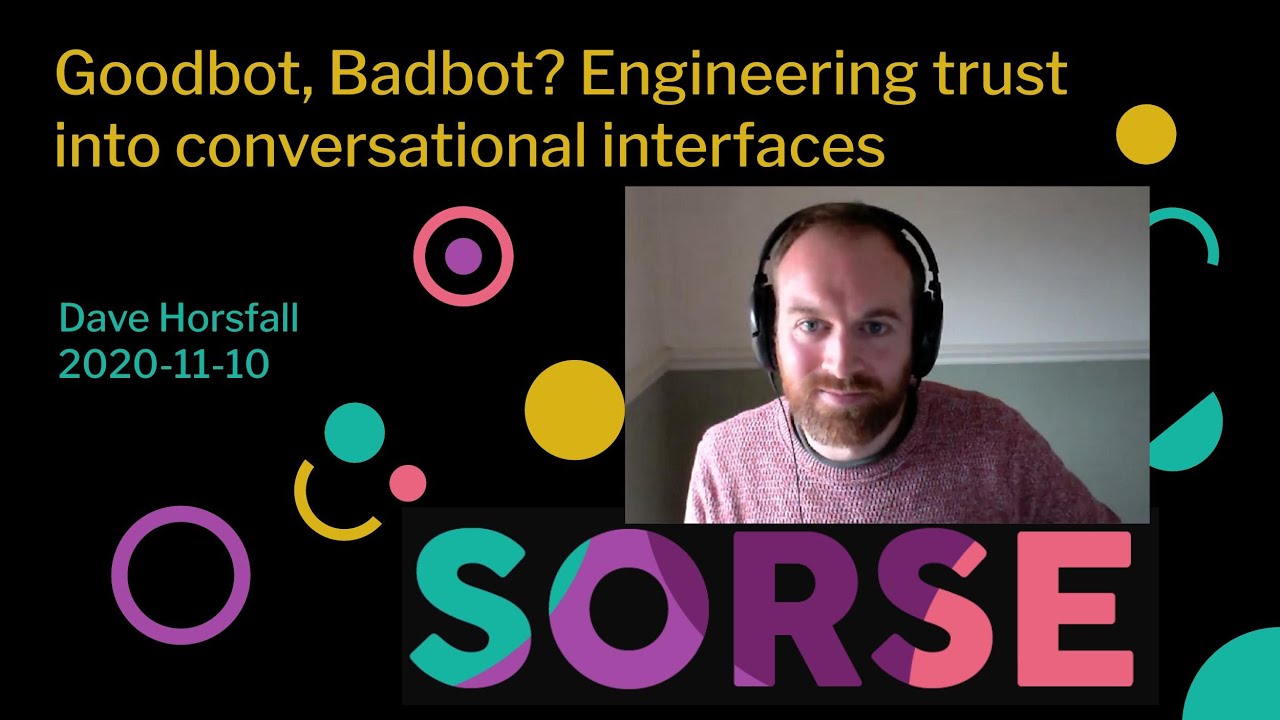 Goodbot, Badbot? Engineering trust
into conversational interfaces
Dave Horsfall
2020-11-10
SORSE